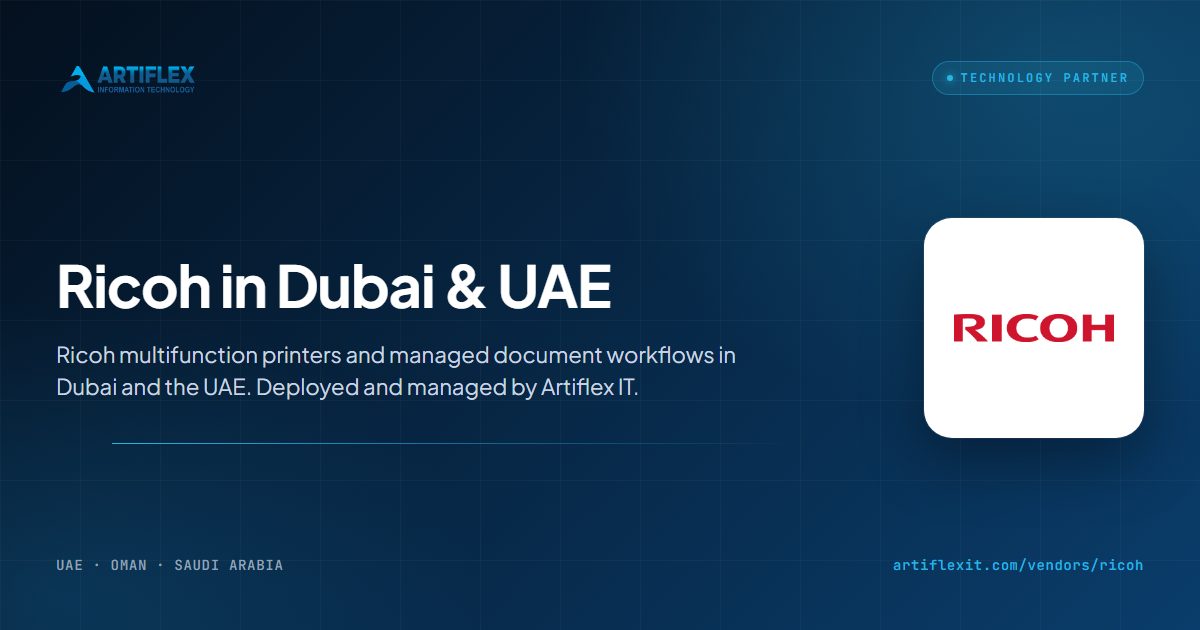 ARTIFLEX
INFORMATION TECHNOLOGY
TECHNOLOGY PARTNER
Ricoh in Dubai & UAE
Ricoh multifunction printers and managed document workflows in
Dubai and the UAE. Deployed and managed by Artiflex IT.
RICOH
UAE · OMAN · SAUDI ARABIA
artiflexit.com/vendors/ricoh